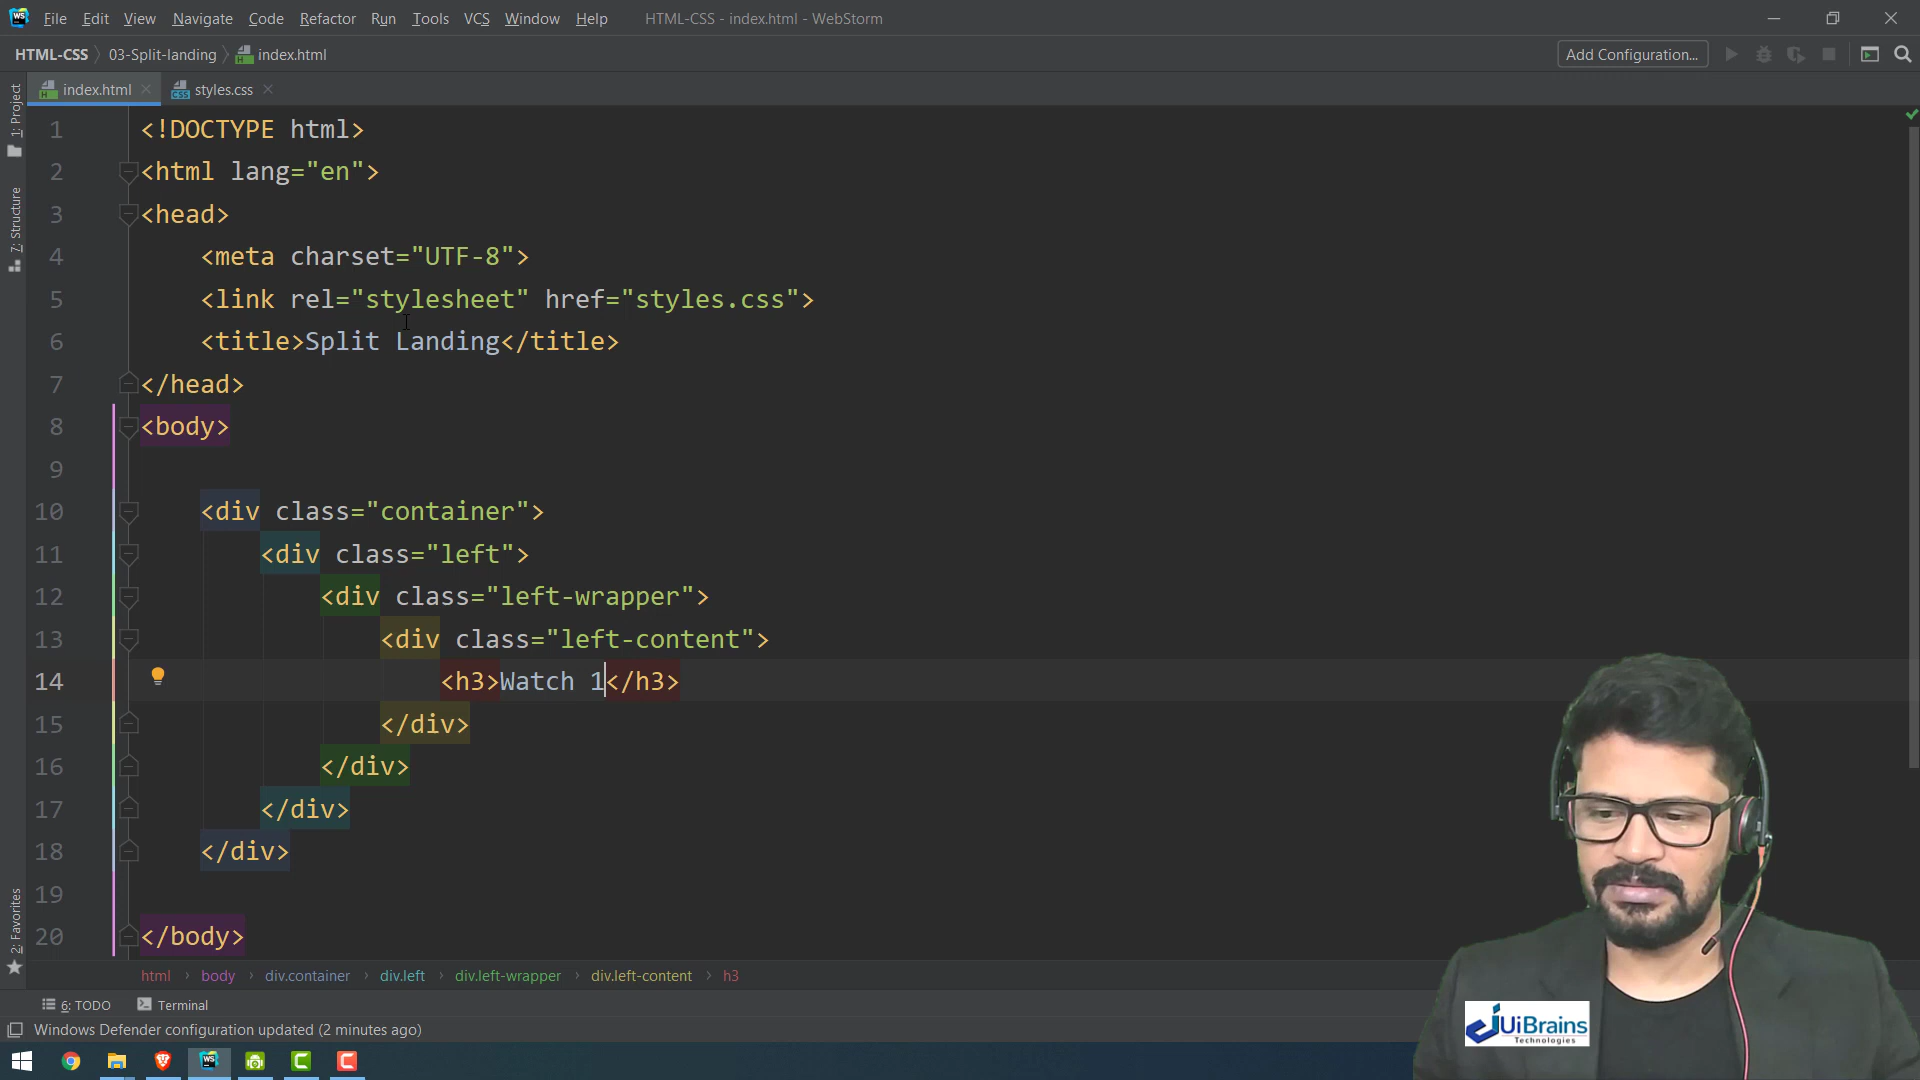 File Edit View Navigate Code Refactor Run Tools VCS Window Help HTML-CSS - index.html - WebStorm
HTML-CSS 03-Split-landing index.html Add Configuration...
index.html styles.css
1: Project
7: Structure
2: Favorites
1 <!DOCTYPE html>
2 <html lang="en">
3 <head>
4 <meta charset="UTF-8">
5 <link rel="stylesheet" href="styles.css">
6 <title>Split Landing</title>
7 </head>
8 <body>
9
10 <div class="container">
11 <div class="left">
12 <div class="left-wrapper">
13 <div class="left-content">
14 <h3>Watch 1</h3>
15 </div>
16 </div>
17 </div>
18 </div>
19
20 </body>
html body div.container div.left div.left-wrapper div.left-content h3
6: TODO Terminal
Windows Defender configuration updated (2 minutes ago)
UiBrains
Technologies